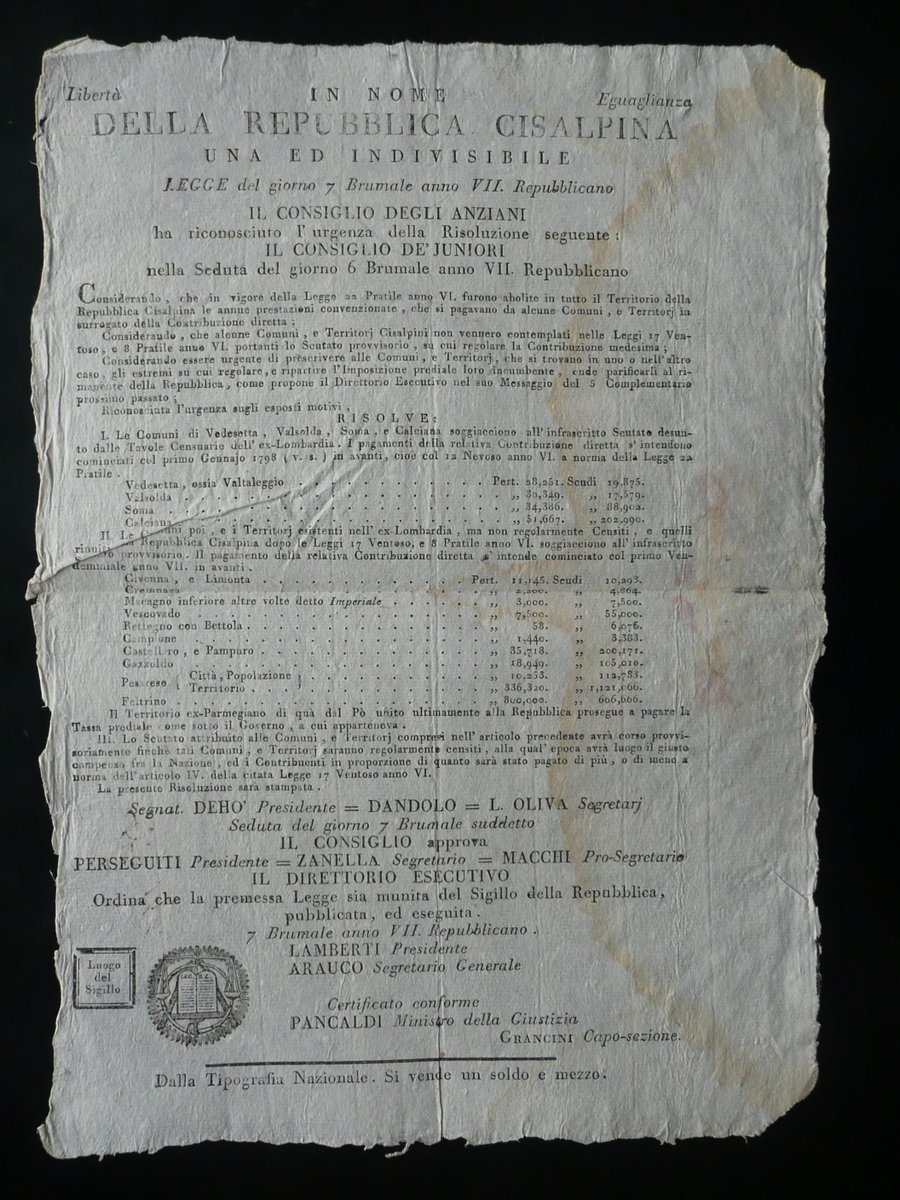 Libertà IN NOME Eguaglianza
DELLA REPUBBLICA CISALPINA
UNA ED INDIVISIBILE
LEGGE del giorno 7 Brumale anno VII. Repubblicano
IL CONSIGLIO DEGLI ANZIANI
ha riconosciuto l'urgenza della Risoluzione seguente :
IL CONSIGLIO DE' JUNIORI
nella Seduta del giorno 6 Brumale anno VII. Repubblicano
Considerando , che in vigore della Legge 22 Pratile anno VI. furono abolite in tutto il Territorio della
Repubblica Cisalpina le annue prestazioni convenzionate , che si pagavano da alcune Comuni , o Territorj in
surrogato della Contribuzione diretta ;
Considerando , che alcune Comuni , e Territorj Cisalpini non vennero contemplati nelle Leggi 17 Ven-
toso , e 8 Pratile anno VI. portanti lo Scutato provvisorio , su cui regolare la Contribuzione medesima ;
Considerando essere urgente di prescrivere alle Comuni , e Territorj , che si trovano in uno o nell'altro
caso , gli estremi su cui regolare , e ripartire l'Imposizione prediale loro incumbente , onde parificarli al ri-
manente della Repubblica , come propone il Direttorio Esecutivo nel suo Messaggio del 5 Complementario
prossimo passato ;
Riconosciuta l'urgenza sugli esposti motivi ,
RISOLVE :
I. Le Comuni di Vedesetta , Valsolda , Soma , e Calciana soggiacciono all'infrascritto Scutato desun-
to dalle Tavole Censuarie dell'ex-Lombardia . I pagamenti della relativa Contribuzione diretta s'intendono
cominciati col primo Gennajo 1798 ( v. s. ) in avanti , cioè col 12 Nevoso anno VI. a norma della Legge 22
Pratile .
Vedesetta , ossia Valtaleggio . . . . . . . . . . Pert. 28,251. Scudi 19,875.
Valsolda . . . . . . . . . . ,, 30,349. ,, 17,579.
Soma . . . . . . . . . . ,, 34,386. ,, 88,902.
Calciana . . . . . . . . . . ,, 51,667. ,, 202,990.
II. Le Comuni poi , e i Territorj esistenti nell'ex-Lombardia , ma non regolarmente Censiti , e quelli
riuniti Repubblica Cisalpina dopo le Leggi 17 Ventoso , e 8 Pratile anno VI. soggiacciono all'infrascritto
provvisorio . Il pagamento della relativa Contribuzione diretta s'intende cominciato col primo Ven-
demmiale anno VII. in avanti .
Civenna , e Limonta . . . . . . . . . . Pert. 11,145. Scudi 10,293.
Cremnaga . . . . . . . . . . ,, 2,200. ,, 4,864.
Macagno inferiore altre volte detto Imperiale . . . . . . ,, 3,000. ,, 7,500.
Vescovado . . . . . . . . . . ,, 7,500. ,, 55,000.
Rettegno con Bettola . . . . . . . . . . ,, 58. ,, 6,076.
Campione . . . . . . . . . . ,, 1,440. ,, 3,383.
Castellaro , e Pampuro . . . . . . . . . . ,, 35,718. ,, 200,171.
Gazzoldo . . . . . . . . . . ,, 18,949. ,, 105,010.
Pesarese { Città , Popolazione } . . . . . . . . . . ,, 10,253. ,, 112,783.
{ Territorio } . . . . . . . . . . ,, 336,320. ,, 1,121,066.
Feltrino . . . . . . . . . . ,, 800,000. ,, 666,666.
Il Territorio ex-Parmegiano di quà dal Pò unito ultimamente alla Repubblica prosegue a pagare la
Tassa prediale come sotto il Governo , a cui apparteneva .
III. Lo Scutato attribuito alle Comuni , e Territorj compresi nell'articolo precedente avrà corso provvi-
soriamente finchè tali Comuni , e Territorj saranno regolarmente censiti , alla qual'epoca avrà luogo il giusto
compenso fra la Nazione , ed i Contribuenti in proporzione di quanto sarà stato pagato di più , o di meno a
norma dell'articolo IV. della citata Legge 17 Ventoso anno VI.
La presente Risoluzione sarà stampata .
Segnat. DEHO' Presidente = DANDOLO = L. OLIVA Segretarj
Seduta del giorno 7 Brumale suddetto
IL CONSIGLIO approva
PERSEGUITI Presidente = ZANELLA Segretario = MACCHI Pro-Segretario
IL DIRETTORIO ESECUTIVO
Ordina che la premessa Legge sia munita del Sigillo della Repubblica ,
pubblicata , ed eseguita .
7 Brumale anno VII. Repubblicano .
LAMBERTI Presidente
ARAUCO Segretario Generale
Luogo
del
Sigillo
Certificato conforme
PANCALDI Ministro della Giustizia
GRANCINI Capo-sezione.
Dalla Tipografia Nazionale . Si vende un soldo e mezzo.